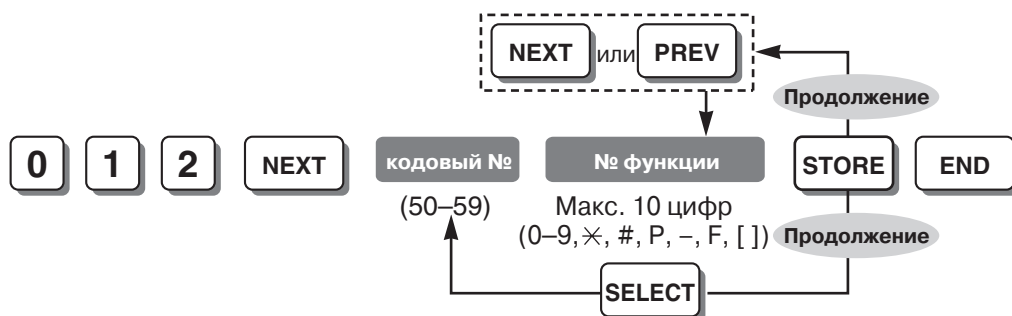 NEXT или PREV
Продолжение
0 1 2 NEXT кодовый № № функции STORE END
(50–59) Макс. 10 цифр
(0–9, ✳, #, P, –, F, [ ]) Продолжение
SELECT